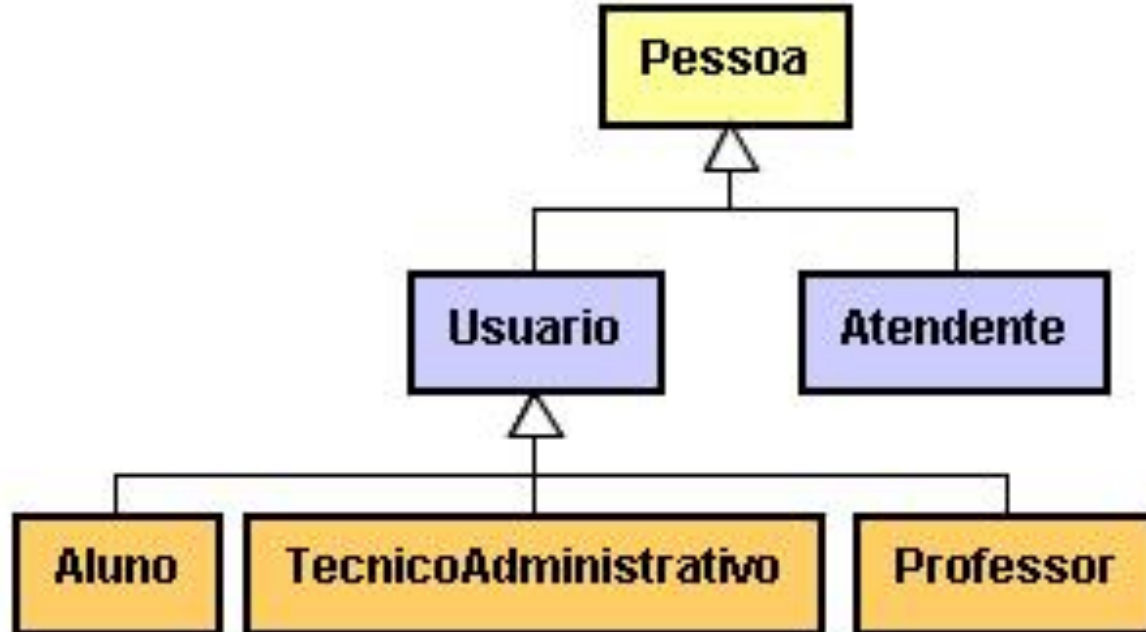 Pessoa
Usuario
Atendente
Aluno
TecnicoAdministrativo
Professor